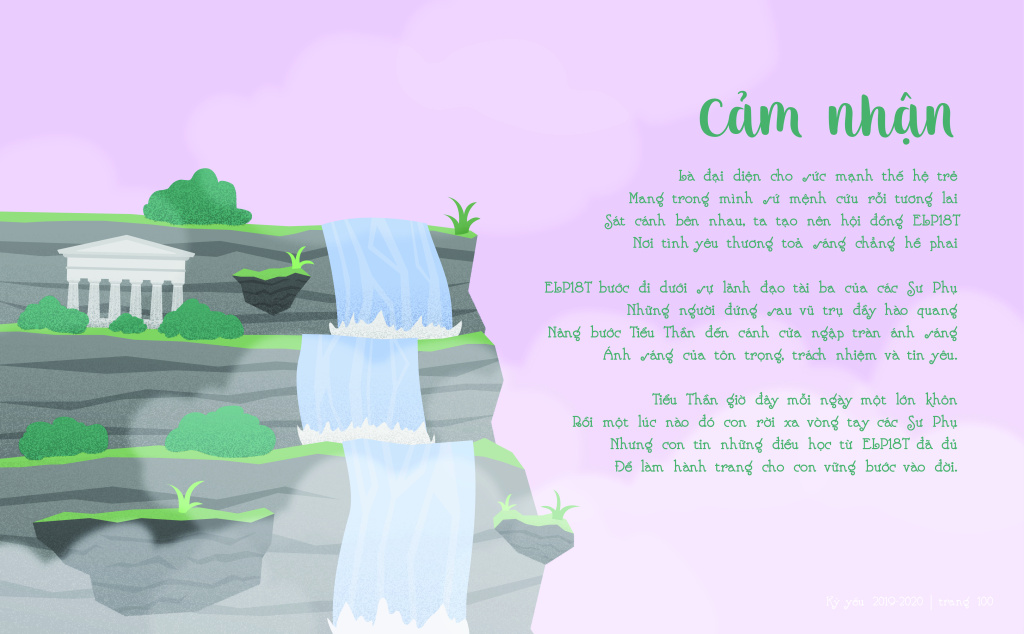 Cảm nhận
Là đại diện cho sức mạnh thế hệ trẻ
Mang trong mình sứ mệnh cứu rỗi tương lai
Sát cánh bên nhau, ta tạo nên hội đồng ELP18T
Nơi tình yêu thương toả sáng chẳng hề phai
ELP18T bước đi dưới sự lãnh đạo tài ba của các Sư Phụ
Những người đứng sau vũ trụ đầy hào quang
Nâng bước Tiểu Thần đến cánh cửa ngập tràn ánh sáng
Ánh sáng của tôn trọng, trách nhiệm và tin yêu.
Tiểu Thần giờ đây mỗi ngày một lớn khôn
Rồi một lúc nào đó con rời xa vòng tay các Sư Phụ
Nhưng con tin những điều học từ ELP18T đã đủ
Để làm hành trang cho con vững bước vào đời.
Kỷ yếu 2019-2020 | trang 100